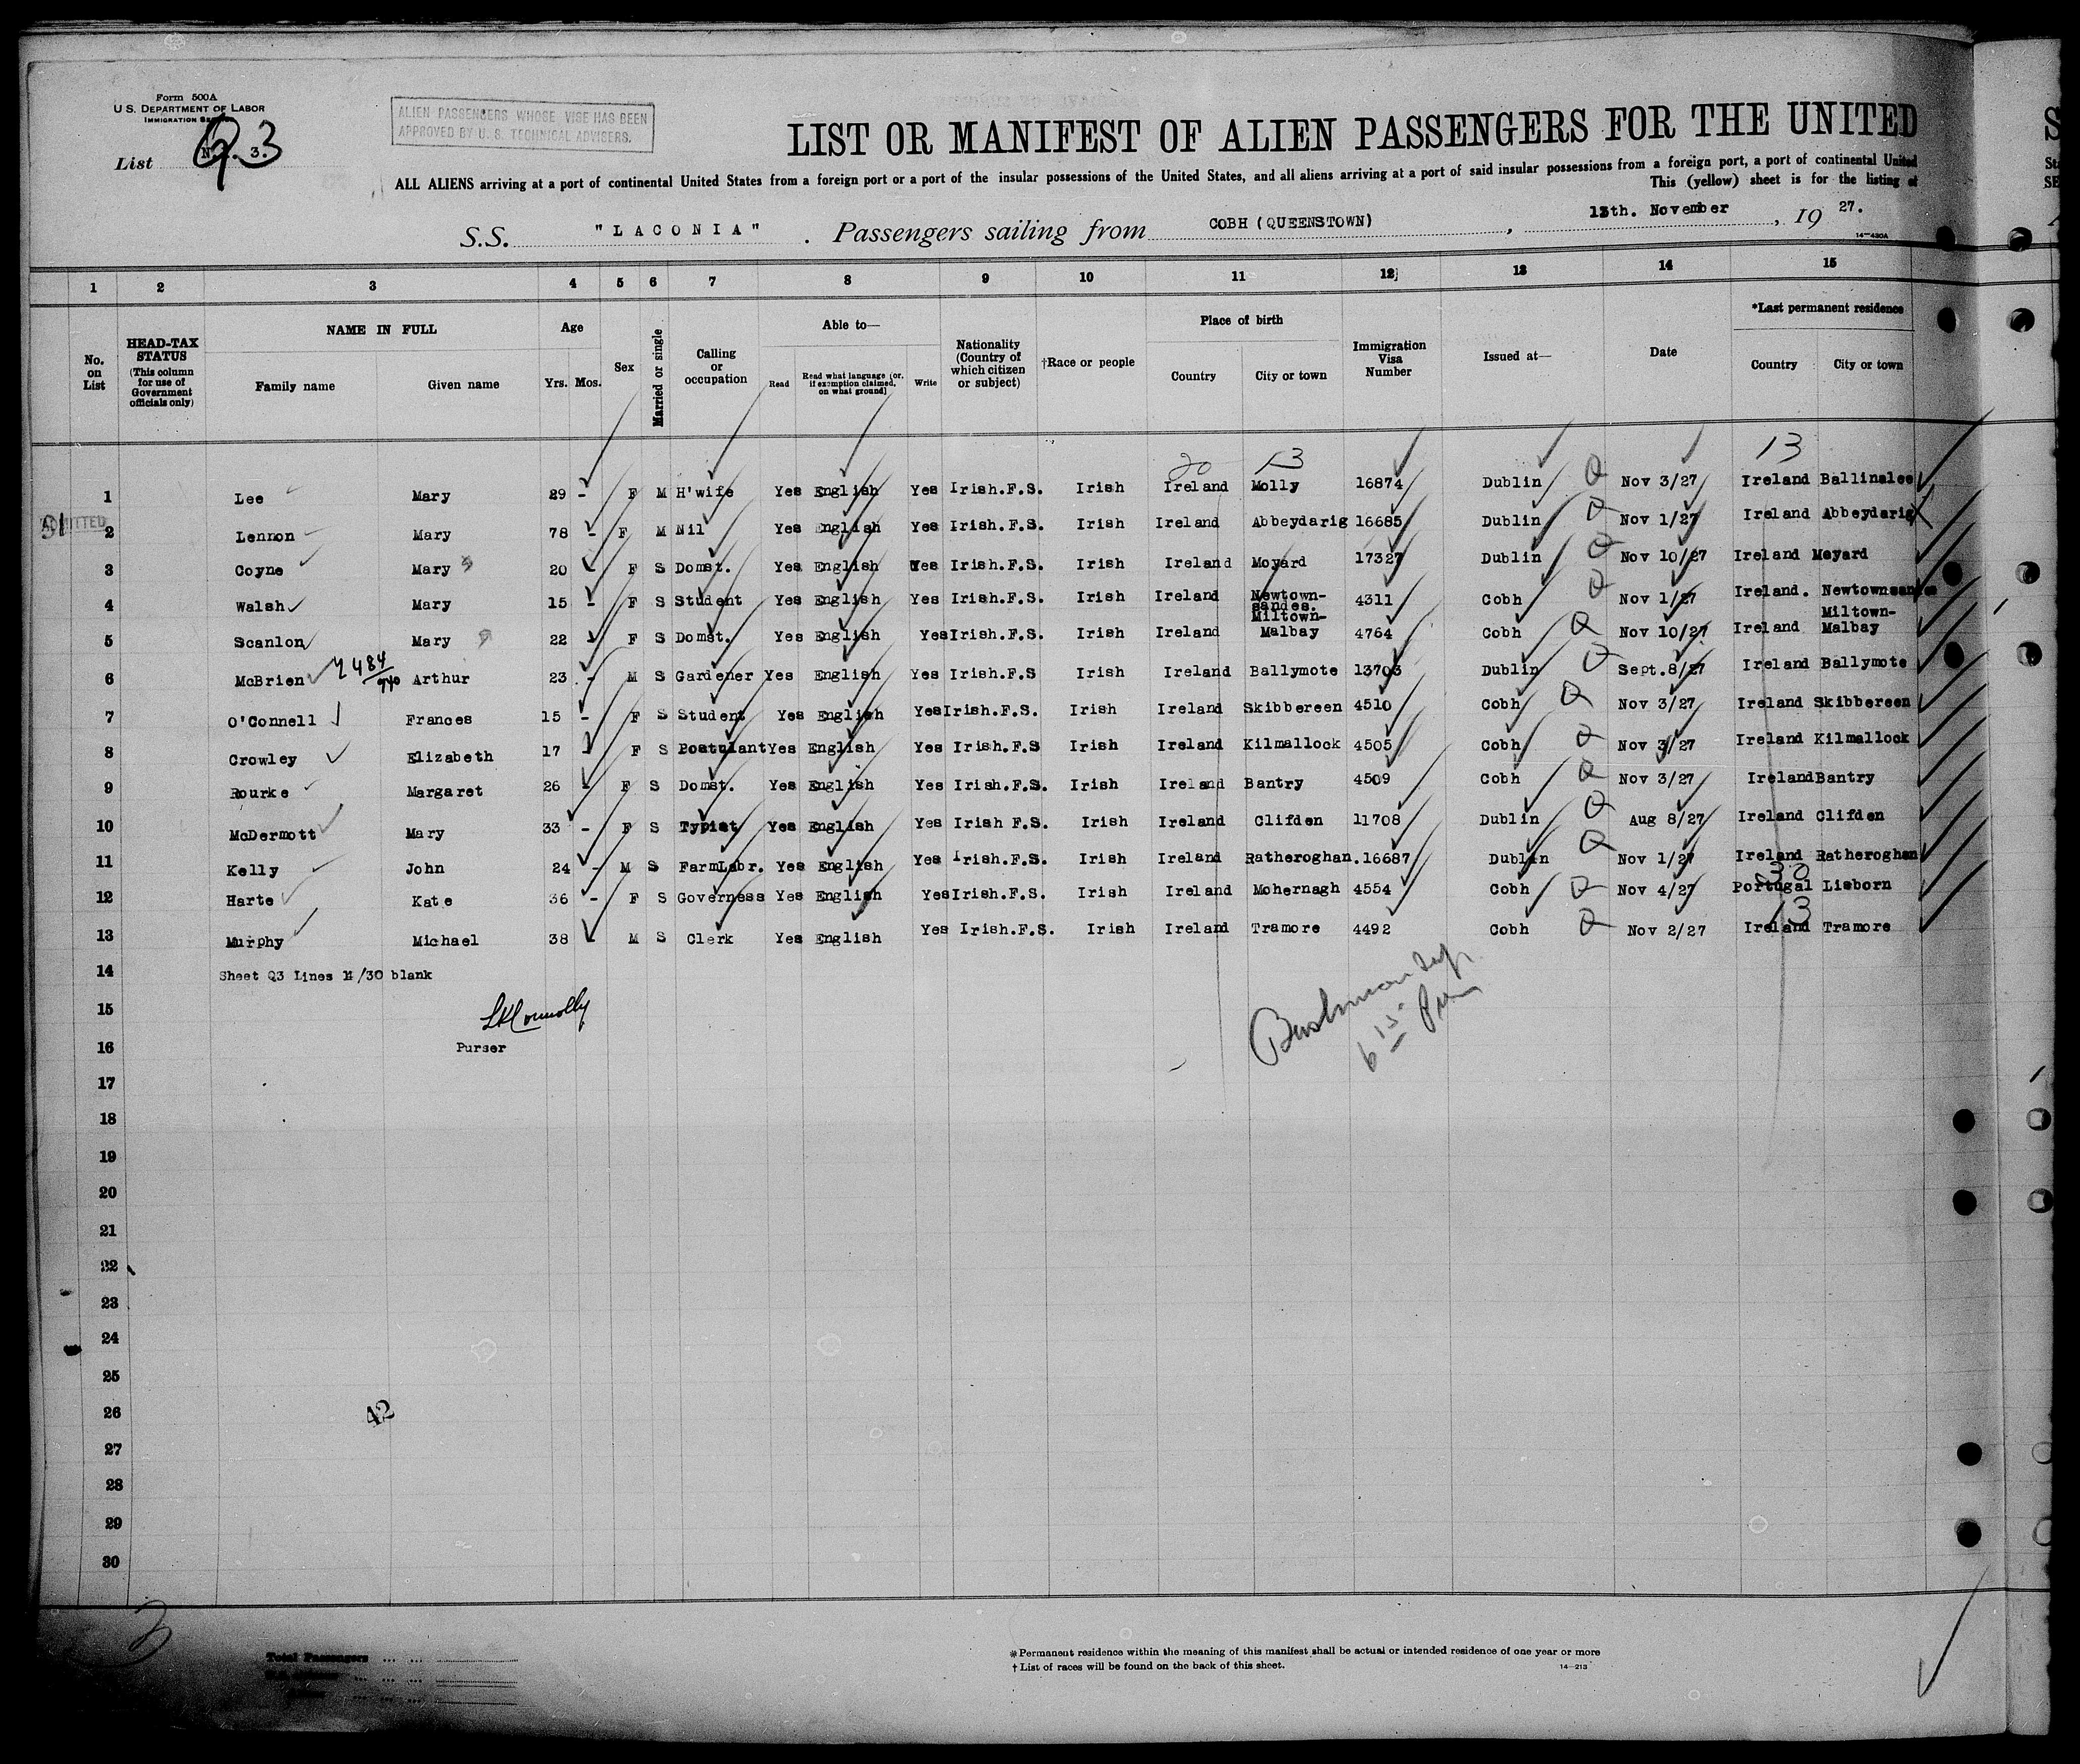 Form 500A
U.S. DEPARTMENT OF LABOR
IMMIGRATION
List Q3
No. 3.
ALIEN PASSENGERS WHOSE VISE HAS BEEN
APPROVED BY U. S. TECHNICAL ADVISERS.
LIST OR MANIFEST OF ALIEN PASSENGERS FOR THE UNITED
ALL ALIENS arriving at a port of continental United States from a foreign port or a port of the insular possessions of the United States, and all aliens arriving at a port of said insular possessions from a foreign port, a port of continental United
This (yellow) sheet is for the listing of
S.S. "LACONIA" . Passengers sailing from COBH (QUEENSTOWN) , 13th. November , 19 27.
14-430A
1 2 3 4 5 6 7 8 9 10 11 12 13 14 15
No. on List
HEAD-TAX STATUS (This column for use of Government officials only)
NAME IN FULL
Family name
Given name
Age
Yrs. Mos.
Sex
Married or single
Calling or occupation
Able to—
Read
Read what language (or, if exemption claimed, on what ground)
Write
Nationality (Country of which citizen or subject)
†Race or people
Place of birth
Country
City or town
Immigration Visa Number
Issued at—
Date
*Last permanent residence
Country
City or town
20 13 13
1 Lee Mary 29 - F M H'wife Yes English Yes Irish.F.S. Irish Ireland Molly 16874 Dublin Q Nov 3/27 Ireland Ballinalee
ADMITTED
2 Lennon Mary 78 - F M Nil Yes English Yes Irish.F.S. Irish Ireland Abbeydarig 16685 Dublin Q Nov 1/27 Ireland Abbeydarig
3 Coyne Mary 20 - F S Domst. Yes English Yes Irish.F.S. Irish Ireland Moyard 17327 Dublin Q Nov 10/27 Ireland Moyard
4 Walsh Mary 15 - F S Student Yes English Yes Irish.F.S. Irish Ireland Newtown-sandes. 4311 Cobh Q Nov 1/27 Ireland. Newtownsandes
5 Scanlon Mary 22 - F S Domst. Yes English Yes Irish.F.S. Irish Ireland Miltown-Malbay 4764 Cobh Q Nov 10/27 Ireland Miltown-Malbay
6 McBrien Arthur 23 - M S Gardener Yes English Yes Irish.F.S Irish Ireland Ballymote 13703 Dublin Q Sept.8/27 Ireland Ballymote
7 O'Connell Frances 15 - F S Student Yes English Yes Irish.F.S. Irish Ireland Skibbereen 4510 Cobh Q Nov 3/27 Ireland Skibbereen
8 Crowley Elizabeth 17 - F S Postulant Yes English Yes Irish.F.S Irish Ireland Kilmallock 4505 Cobh Q Nov 3/27 Ireland Kilmallock
9 Rourke Margaret 26 - F S Domst. Yes English Yes Irish.F.S. Irish Ireland Bantry 4509 Cobh Q Nov 3/27 Ireland Bantry
10 McDermott Mary 33 - F S Typist Yes English Yes Irish F.S. Irish Ireland Clifden 11708 Dublin Q Aug 8/27 Ireland Clifden
11 Kelly John 24 - M S FarmLabr. Yes English Yes Irish.F.S. Irish Ireland Ratheroghan. 16687 Dublin Q Nov 1/27 Ireland Ratheroghan
12 Harte Kate 36 - F S Governess Yes English Yes Irish.F.S. Irish Ireland Mohernagh 4554 Cobh Q Nov 4/27 Portugal Lisborn
13 Murphy Michael 38 - M S Clerk Yes English Yes Irish.F.S. Irish Ireland Tramore 4492 Cobh Q Nov 2/27 Ireland Tramore
13
14 Sheet Q3 Lines 14/30 blank
15
Purser
16
17
18
19
20
21
22
23
24
25
26
42
27
28
29
30
Total Passengers
*Permanent residence within the meaning of this manifest shall be actual or intended residence of one year or more
†List of races will be found on the back of this sheet.
14-213